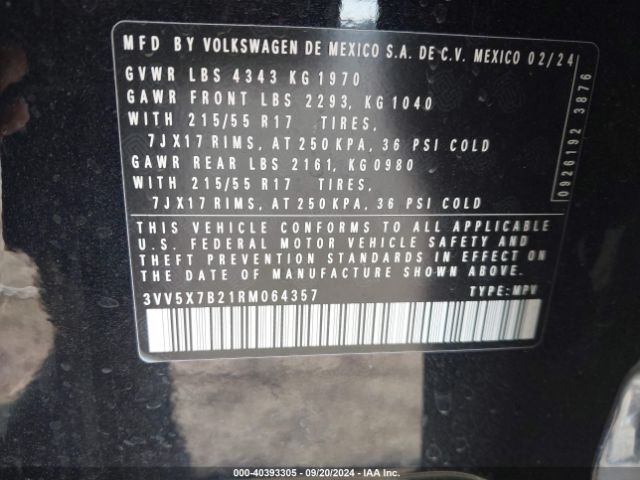 MFD BY VOLKSWAGEN DE MEXICO S.A. DE C.V. MEXICO 02/24
GVWR LBS 4343 KG 1970
GAWR FRONT LBS 2293, KG 1040
WITH 215/55 R17 TIRES,
7JX17 RIMS, AT 250 KPA, 36 PSI COLD
GAWR REAR LBS 2161, KG 0980
WITH 215/55 R17 TIRES,
7JX17 RIMS, AT 250 KPA, 36 PSI COLD
0926192 3876
THIS VEHICLE CONFORMS TO ALL APPLICABLE
U.S. FEDERAL MOTOR VEHICLE SAFETY AND
THEFT PREVENTION STANDARDS IN EFFECT ON THE
DATE OF MANUFACTURE SHOWN ABOVE.
3VV5X7B21RM064357 TYPE: MPV
000-40393305 - 09/20/2024 - IAA Inc.